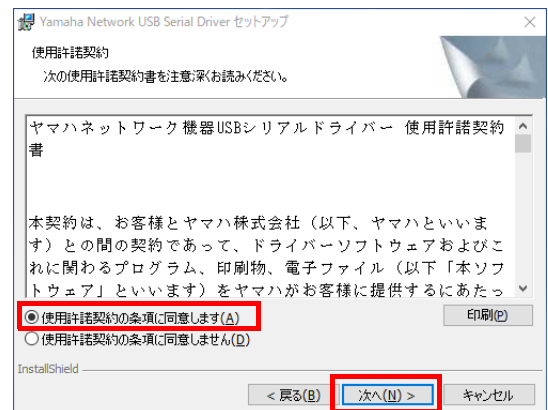 Yamaha Network USB Serial Driver セットアップ
使用許諾契約
次の使用許諾契約書を注意深くお読みください。
ヤマハネットワーク機器USBシリアルドライバー 使用許諾契約
書
本契約は、お客様とヤマハ株式会社（以下、ヤマハといいま
す）との間の契約であって、ドライバーソフトウェアおよびこ
れに関わるプログラム、印刷物、電子ファイル（以下「本ソフ
トウェア」といいます）をヤマハがお客様に提供するにあたっ
使用許諾契約の条項に同意します(A)
印刷(P)
使用許諾契約の条項に同意しません(D)
InstallShield
< 戻る(B)
次へ(N) >
キャンセル